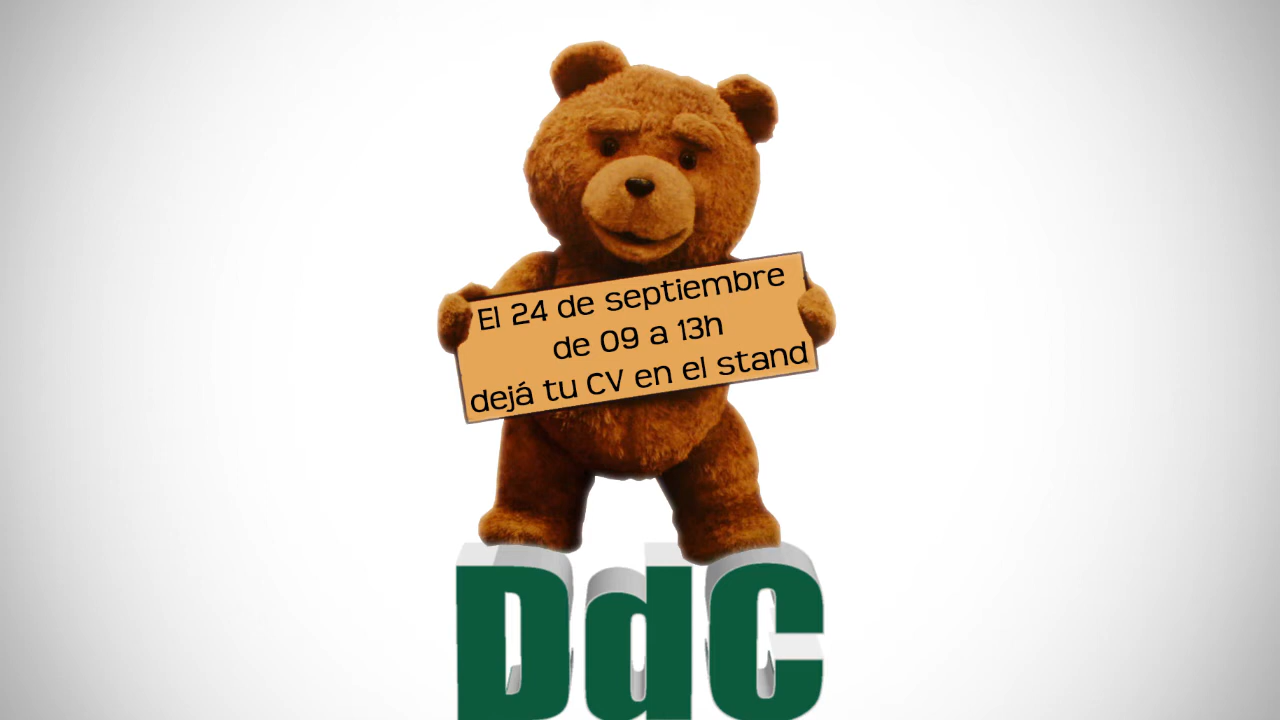 El 24 de septiembre
de 09 a 13h
dejá tu CV en el stand
DdC